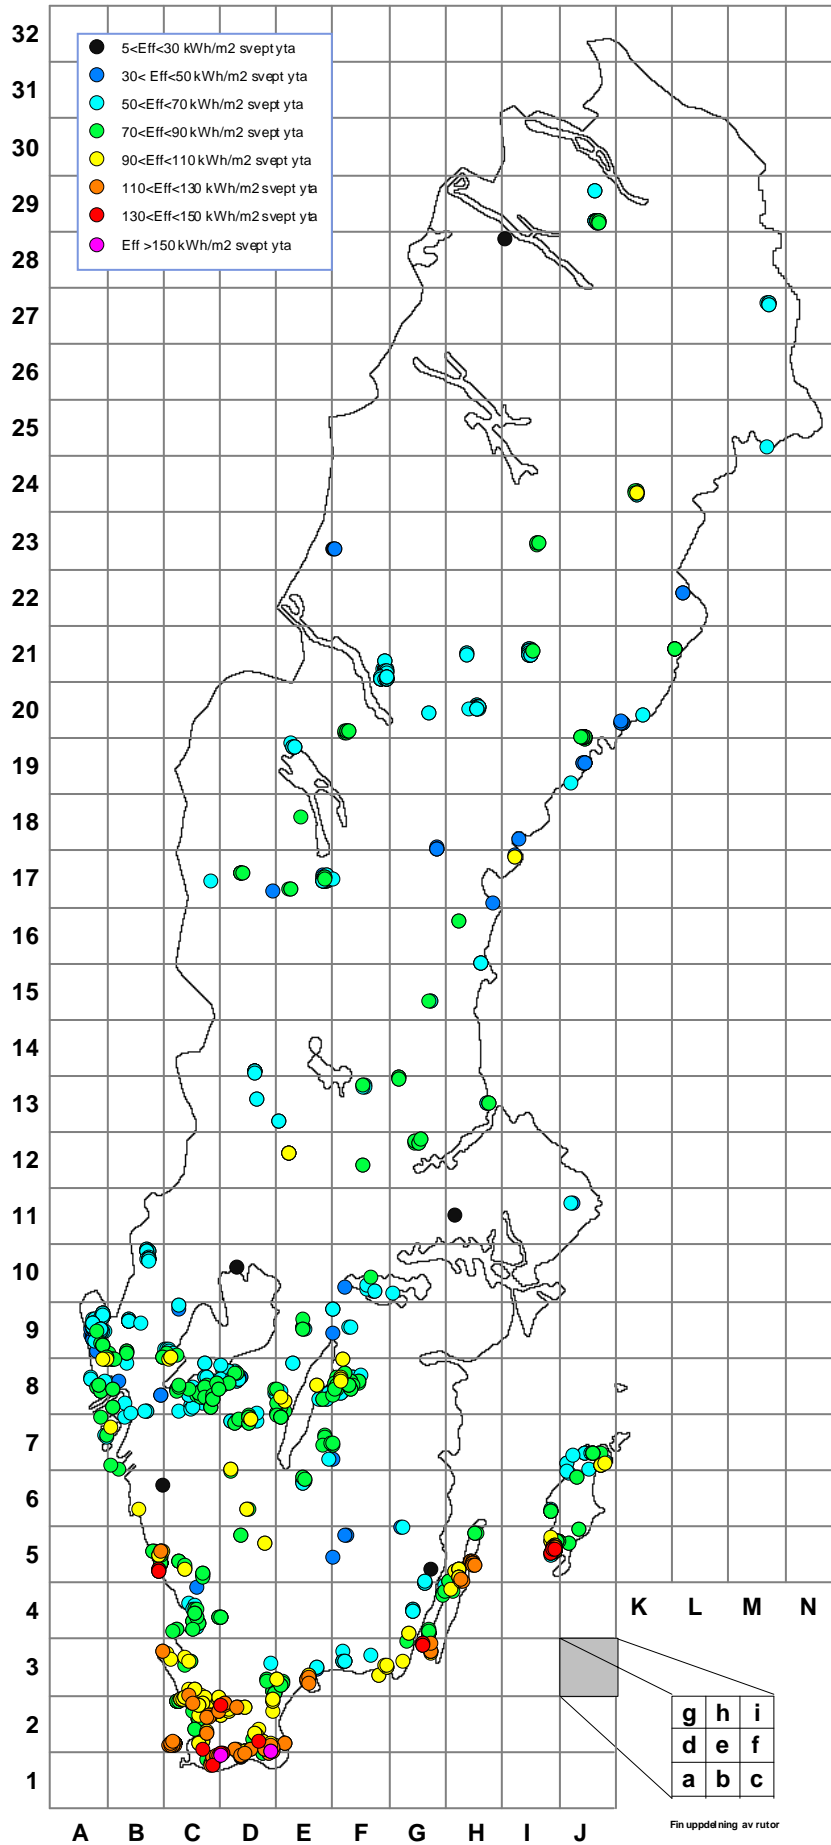 32
5<Eff<30 kWh/m2 svept yta
30< Eff<50 kWh/m2 svept yta
50<Eff<70 kWh/m2 svept yta
70<Eff<90 kWh/m2 svept yta
90<Eff<110 kWh/m2 svept yta
110<Eff<130 kWh/m2 svept yta
130<Eff<150 kWh/m2 svept yta
Eff >150 kWh/m2 svept yta
31
30
29
28
27
26
25
24
23
22
21
20
19
18
17
16
15
14
13
12
11
10
9
8
7
6
5
4
K L M N
3
2
g h i
d e f
a b c
1
Fin uppdelning av rutor
A B C D E F G H I J